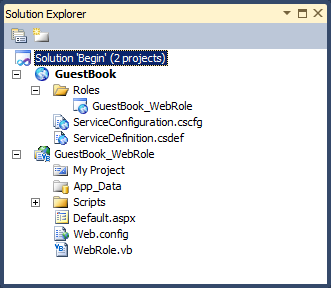 Solution Explorer
Solution 'Begin' (2 projects)
GuestBook
Roles
GuestBook_WebRole
ServiceConfiguration.cscfg
ServiceDefinition.csdef
GuestBook_WebRole
My Project
App_Data
Scripts
Default.aspx
Web.config
WebRole.vb